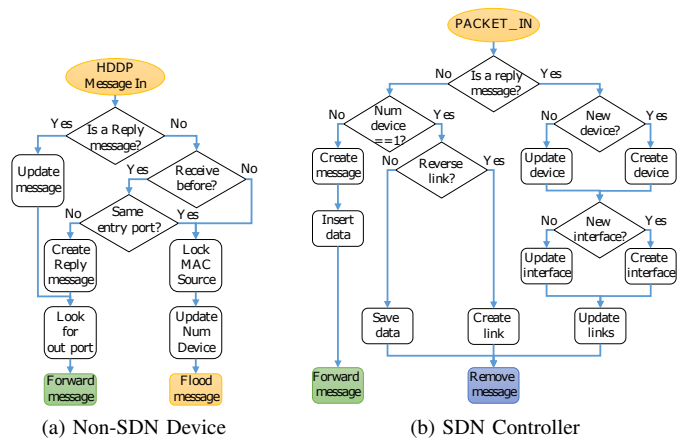 HDDP
Message In
Is a Reply
message?
Yes
No
Update
message
Receive
before?
Yes
No
Same
entry port?
No
Yes
Create
Reply
message
Lock
MAC
Source
Look
for
out port
Update
Num
Device
Forward
message
Flood
message
(a) Non-SDN Device
PACKET_IN
Is a reply
message?
No
Yes
Num
device
==1?
No
Yes
New
device?
No
Yes
Create
message
Reverse
link?
No
Yes
Update
device
Create
device
Insert
data
New
interface?
No
Yes
Update
interface
Create
interface
Save
data
Create
link
Update
links
Forward
message
Remove
message
(b) SDN Controller